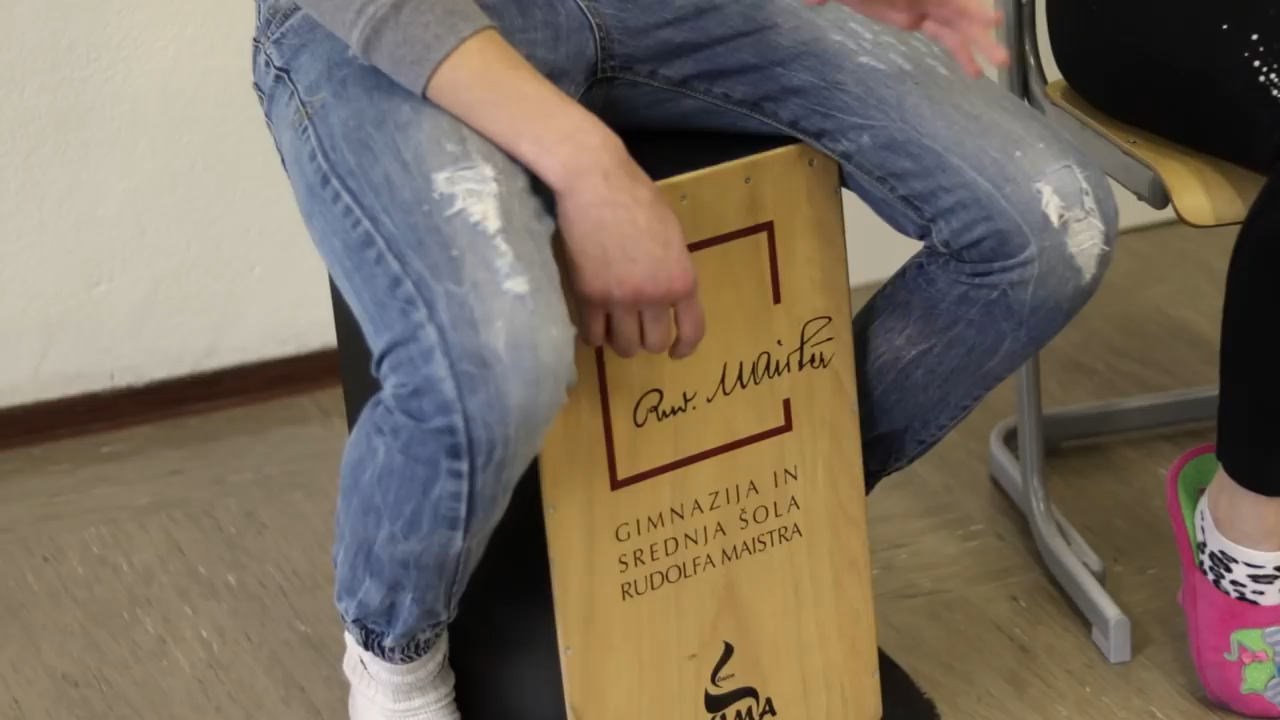 Rud. Maister
GIMNAZIJA IN
SREDNJA ŠOLA
RUDOLFA MAISTRA